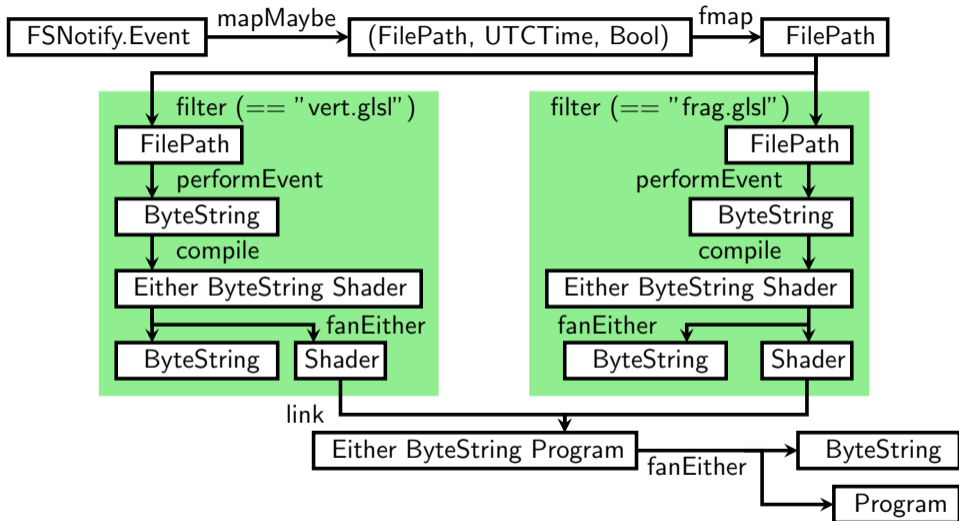 mapMaybe
fmap
FSNotify.Event
(FilePath, UTCTime, Bool)
FilePath
filter (== "vert.glsl")
filter (== "frag.glsl")
FilePath
FilePath
performEvent
performEvent
ByteString
ByteString
compile
compile
Either ByteString Shader
Either ByteString Shader
fanEither
fanEither
ByteString
Shader
ByteString
Shader
link
Either ByteString Program
ByteString
fanEither
Program